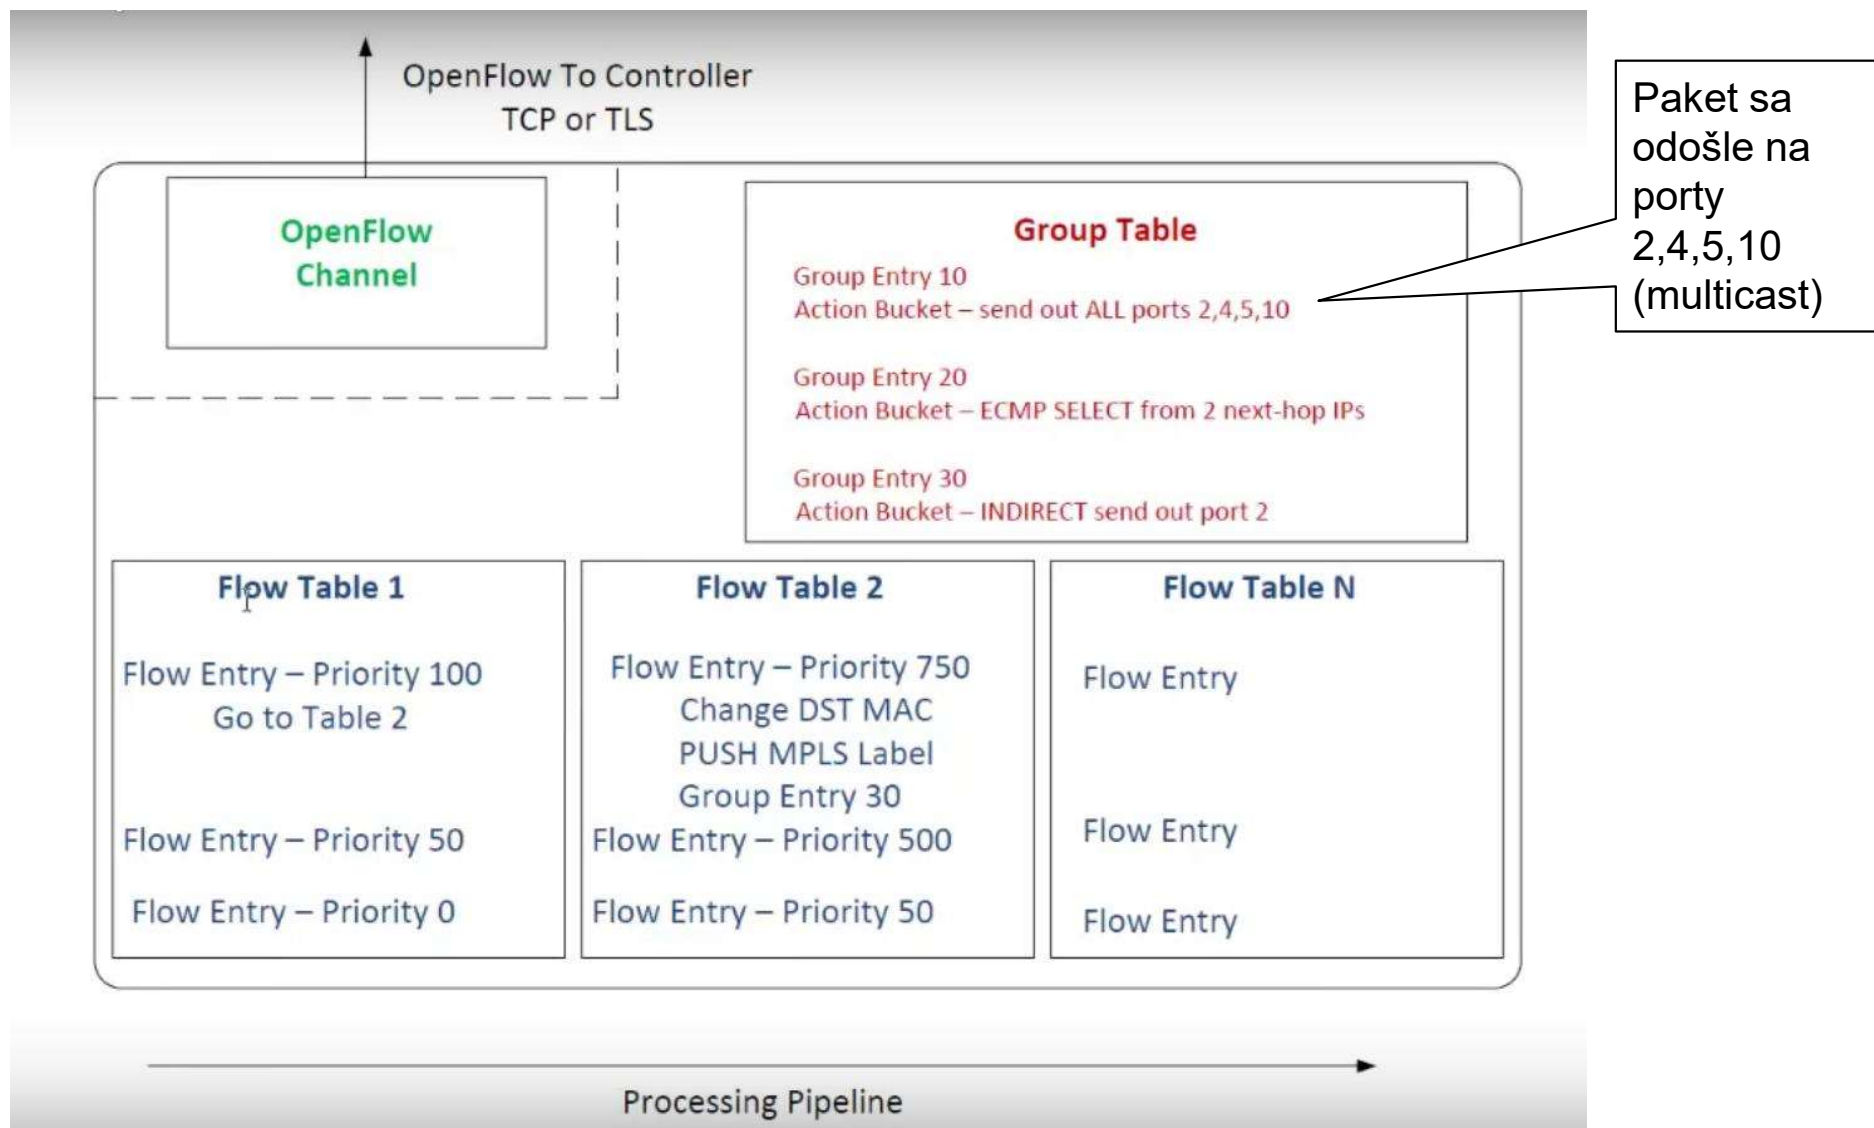 OpenFlow To Controller
TCP or TLS
OpenFlow
Channel
Group Table
Group Entry 10
Action Bucket – send out ALL ports 2,4,5,10
Group Entry 20
Action Bucket – ECMP SELECT from 2 next-hop IPs
Group Entry 30
Action Bucket – INDIRECT send out port 2
Paket sa
odošle na
porty
2,4,5,10
(multicast)
Flow Table 1
Flow Entry – Priority 100
Go to Table 2
Flow Entry – Priority 50
Flow Entry – Priority 0
Flow Table 2
Flow Entry – Priority 750
Change DST MAC
PUSH MPLS Label
Group Entry 30
Flow Entry – Priority 500
Flow Entry – Priority 50
Flow Table N
Flow Entry
Flow Entry
Flow Entry
Processing Pipeline